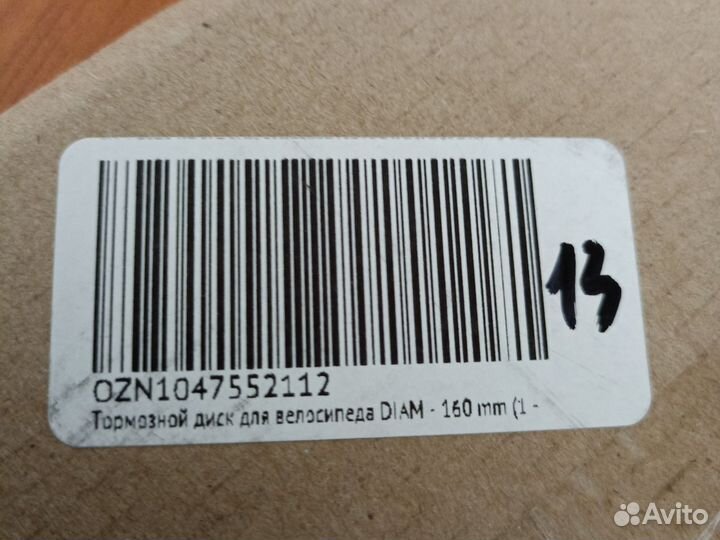 13
OZN1047552112
Тормозной диск для велосипеда DIAM - 160 mm (1 -
Avito